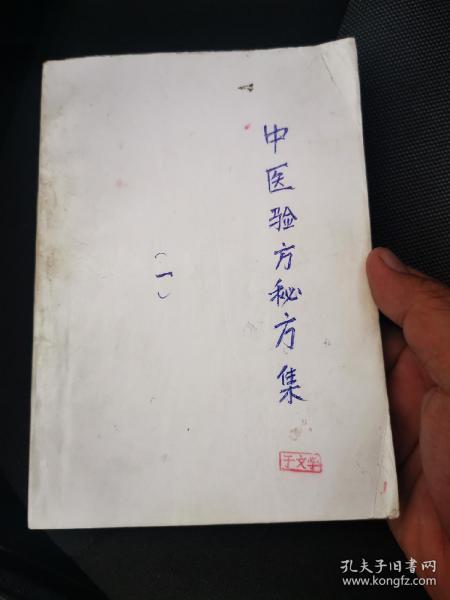 中医验方秘方集
（一）
于文学
孔夫子旧书网
www.kongfz.com